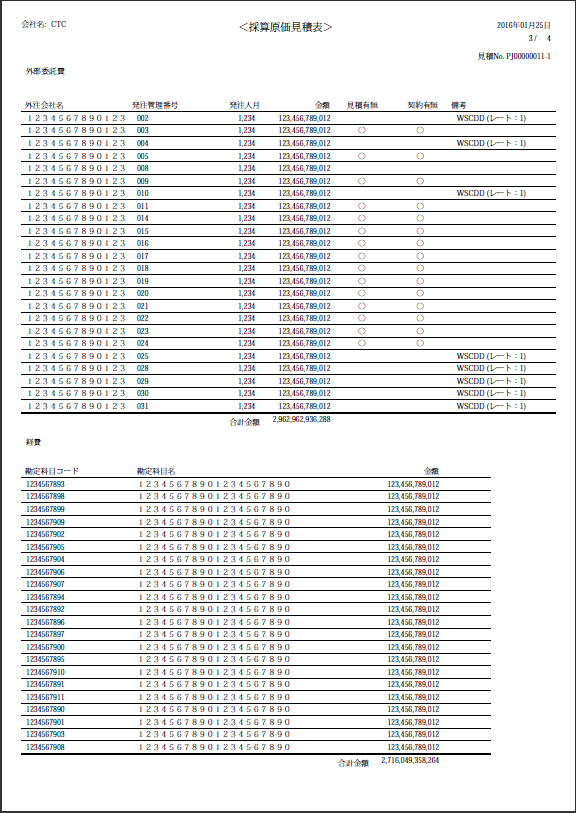 会社名: CTC
＜採算原価見積表＞
2016年01月25日
3 / 4
見積No. PJ00000011-1
外部委託費
外注会社名 発注管理番号 発注人月 金額 見積有無 契約有無 備考
１２３４５６７８９０１２３ 002 1,234 123,456,789,012 WSCDD (レート：1)
１２３４５６７８９０１２３ 003 1,234 123,456,789,012 ○ ○
１２３４５６７８９０１２３ 004 1,234 123,456,789,012 WSCDD (レート：1)
１２３４５６７８９０１２３ 005 1,234 123,456,789,012 ○ ○
１２３４５６７８９０１２３ 008 1,234 123,456,789,012
１２３４５６７８９０１２３ 009 1,234 123,456,789,012 ○ ○
１２３４５６７８９０１２３ 010 1,234 123,456,789,012 WSCDD (レート：1)
１２３４５６７８９０１２３ 011 1,234 123,456,789,012 ○ ○
１２３４５６７８９０１２３ 014 1,234 123,456,789,012 ○ ○
１２３４５６７８９０１２３ 015 1,234 123,456,789,012 ○ ○
１２３４５６７８９０１２３ 016 1,234 123,456,789,012 ○ ○
１２３４５６７８９０１２３ 017 1,234 123,456,789,012 ○ ○
１２３４５６７８９０１２３ 018 1,234 123,456,789,012 ○ ○
１２３４５６７８９０１２３ 019 1,234 123,456,789,012 ○ ○
１２３４５６７８９０１２３ 020 1,234 123,456,789,012 ○ ○
１２３４５６７８９０１２３ 021 1,234 123,456,789,012 ○ ○
１２３４５６７８９０１２３ 022 1,234 123,456,789,012 ○ ○
１２３４５６７８９０１２３ 023 1,234 123,456,789,012 ○ ○
１２３４５６７８９０１２３ 024 1,234 123,456,789,012 ○ ○
１２３４５６７８９０１２３ 025 1,234 123,456,789,012 WSCDD (レート：1)
１２３４５６７８９０１２３ 028 1,234 123,456,789,012 WSCDD (レート：1)
１２３４５６７８９０１２３ 029 1,234 123,456,789,012 WSCDD (レート：1)
１２３４５６７８９０１２３ 030 1,234 123,456,789,012 WSCDD (レート：1)
１２３４５６７８９０１２３ 031 1,234 123,456,789,012 WSCDD (レート：1)
合計金額 2,962,962,936,288
経費
勘定科目コード 勘定科目名 金額
1234567893 １２３４５６７８９０１２３４５６７８９０ 123,456,789,012
1234567898 １２３４５６７８９０１２３４５６７８９０ 123,456,789,012
1234567899 １２３４５６７８９０１２３４５６７８９０ 123,456,789,012
1234567909 １２３４５６７８９０１２３４５６７８９０ 123,456,789,012
1234567902 １２３４５６７８９０１２３４５６７８９０ 123,456,789,012
1234567905 １２３４５６７８９０１２３４５６７８９０ 123,456,789,012
1234567904 １２３４５６７８９０１２３４５６７８９０ 123,456,789,012
1234567906 １２３４５６７８９０１２３４５６７８９０ 123,456,789,012
1234567907 １２３４５６７８９０１２３４５６７８９０ 123,456,789,012
1234567894 １２３４５６７８９０１２３４５６７８９０ 123,456,789,012
1234567892 １２３４５６７８９０１２３４５６７８９０ 123,456,789,012
1234567896 １２３４５６７８９０１２３４５６７８９０ 123,456,789,012
1234567897 １２３４５６７８９０１２３４５６７８９０ 123,456,789,012
1234567900 １２３４５６７８９０１２３４５６７８９０ 123,456,789,012
1234567895 １２３４５６７８９０１２３４５６７８９０ 123,456,789,012
1234567910 １２３４５６７８９０１２３４５６７８９０ 123,456,789,012
1234567891 １２３４５６７８９０１２３４５６７８９０ 123,456,789,012
1234567911 １２３４５６７８９０１２３４５６７８９０ 123,456,789,012
1234567890 １２３４５６７８９０１２３４５６７８９０ 123,456,789,012
1234567901 １２３４５６７８９０１２３４５６７８９０ 123,456,789,012
1234567903 １２３４５６７８９０１２３４５６７８９０ 123,456,789,012
1234567908 １２３４５６７８９０１２３４５６７８９０ 123,456,789,012
合計金額 2,716,049,358,264